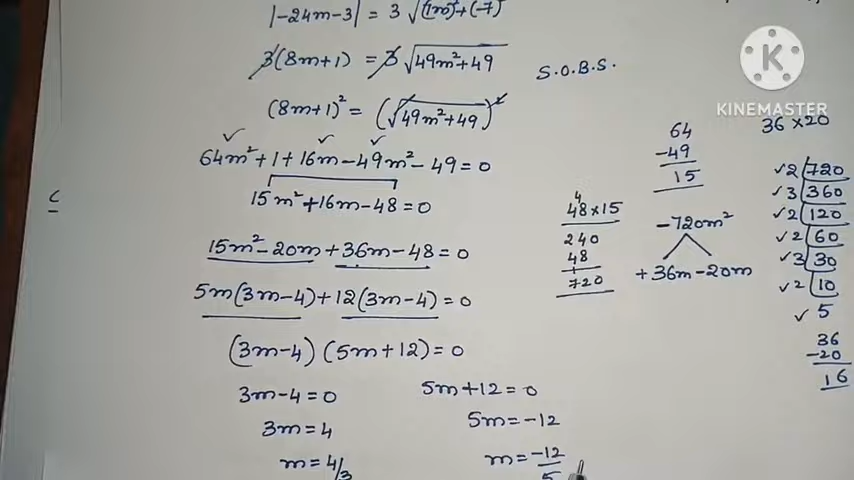 |-24m-3| = 3 √(7m)²+(-7)²
3(8m+1) = 3 √49m²+49
S.O.B.S.
(8m+1)² = (√49m²+49)²
64m²+1+16m-49m²-49=0
15m²+16m-48=0
15m²-20m+36m-48=0
5m(3m-4)+12(3m-4)=0
(3m-4) (5m+12)=0
3m-4=0
3m=4
m=4/3
5m+12=0
5m=-12
m=-12/5
C
64
-49
15
4
48×15
240
48
1
720
-720m²
+36m-20m
K
KINEMASTER
36×20
2 720
3 360
2 120
2 60
3 30
2 10
5
36
-20
16